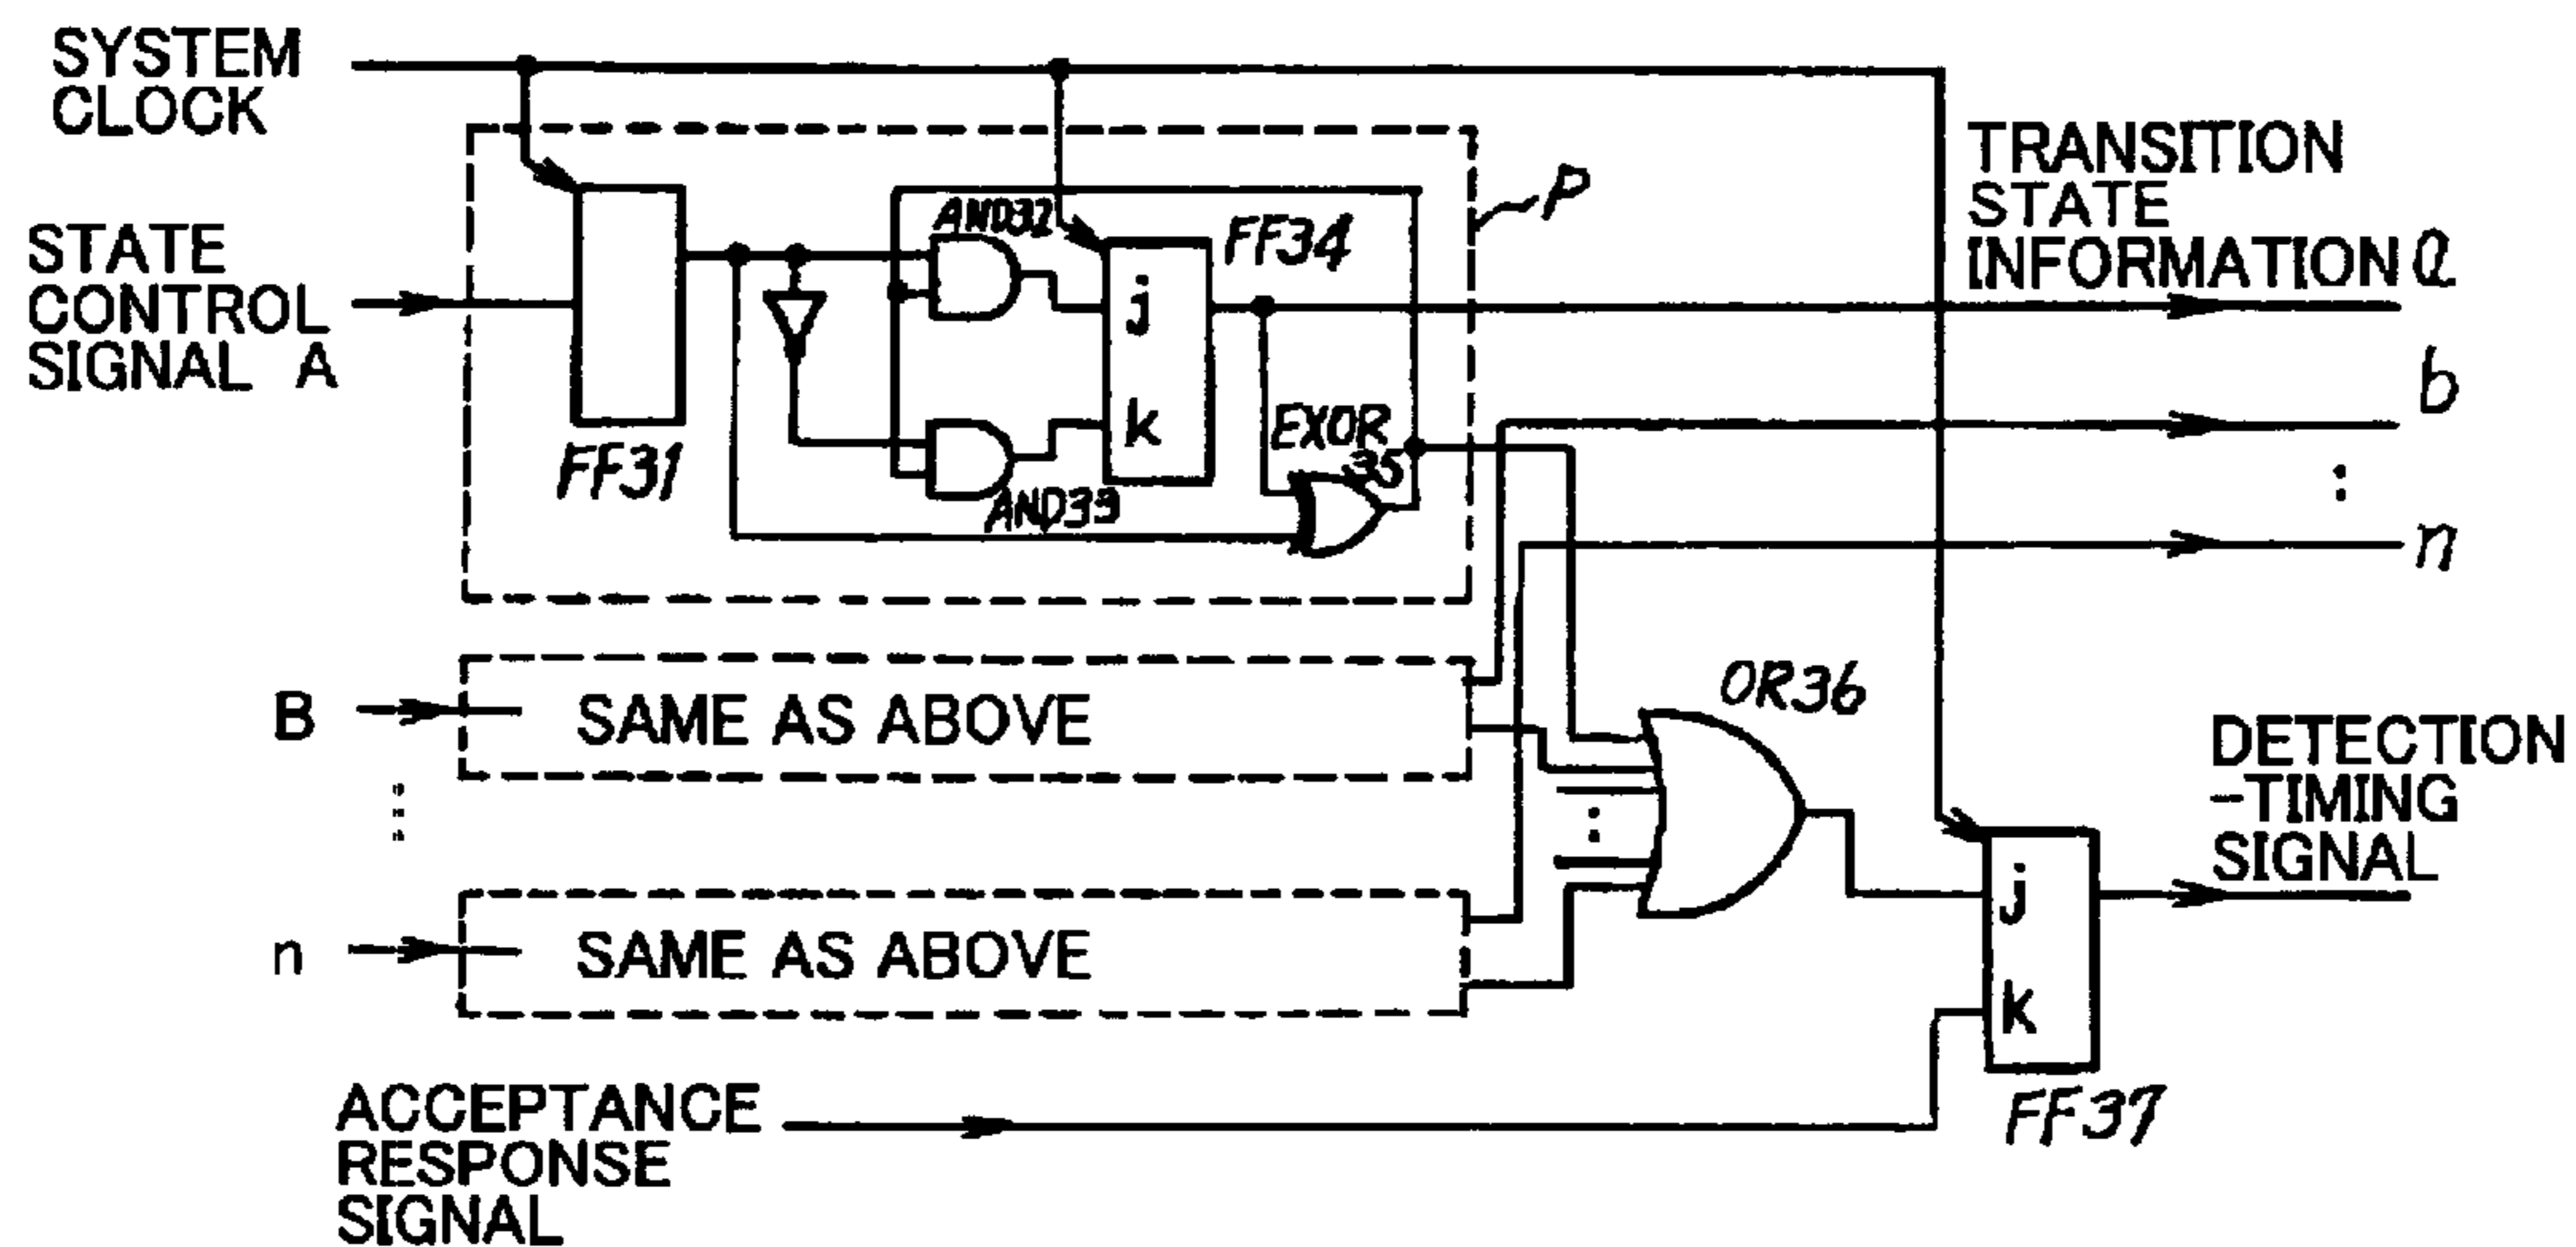 SYSTEM
CLOCK
STATE
CONTROL
SIGNAL A
FF31
AND32
AND33
j
k
FF34
EXOR
35
P
TRANSITION
STATE
INFORMATION a
b
:
n
B
SAME AS ABOVE
n
SAME AS ABOVE
OR36
DETECTION
-TIMING
SIGNAL
j
k
FF37
ACCEPTANCE
RESPONSE
SIGNAL